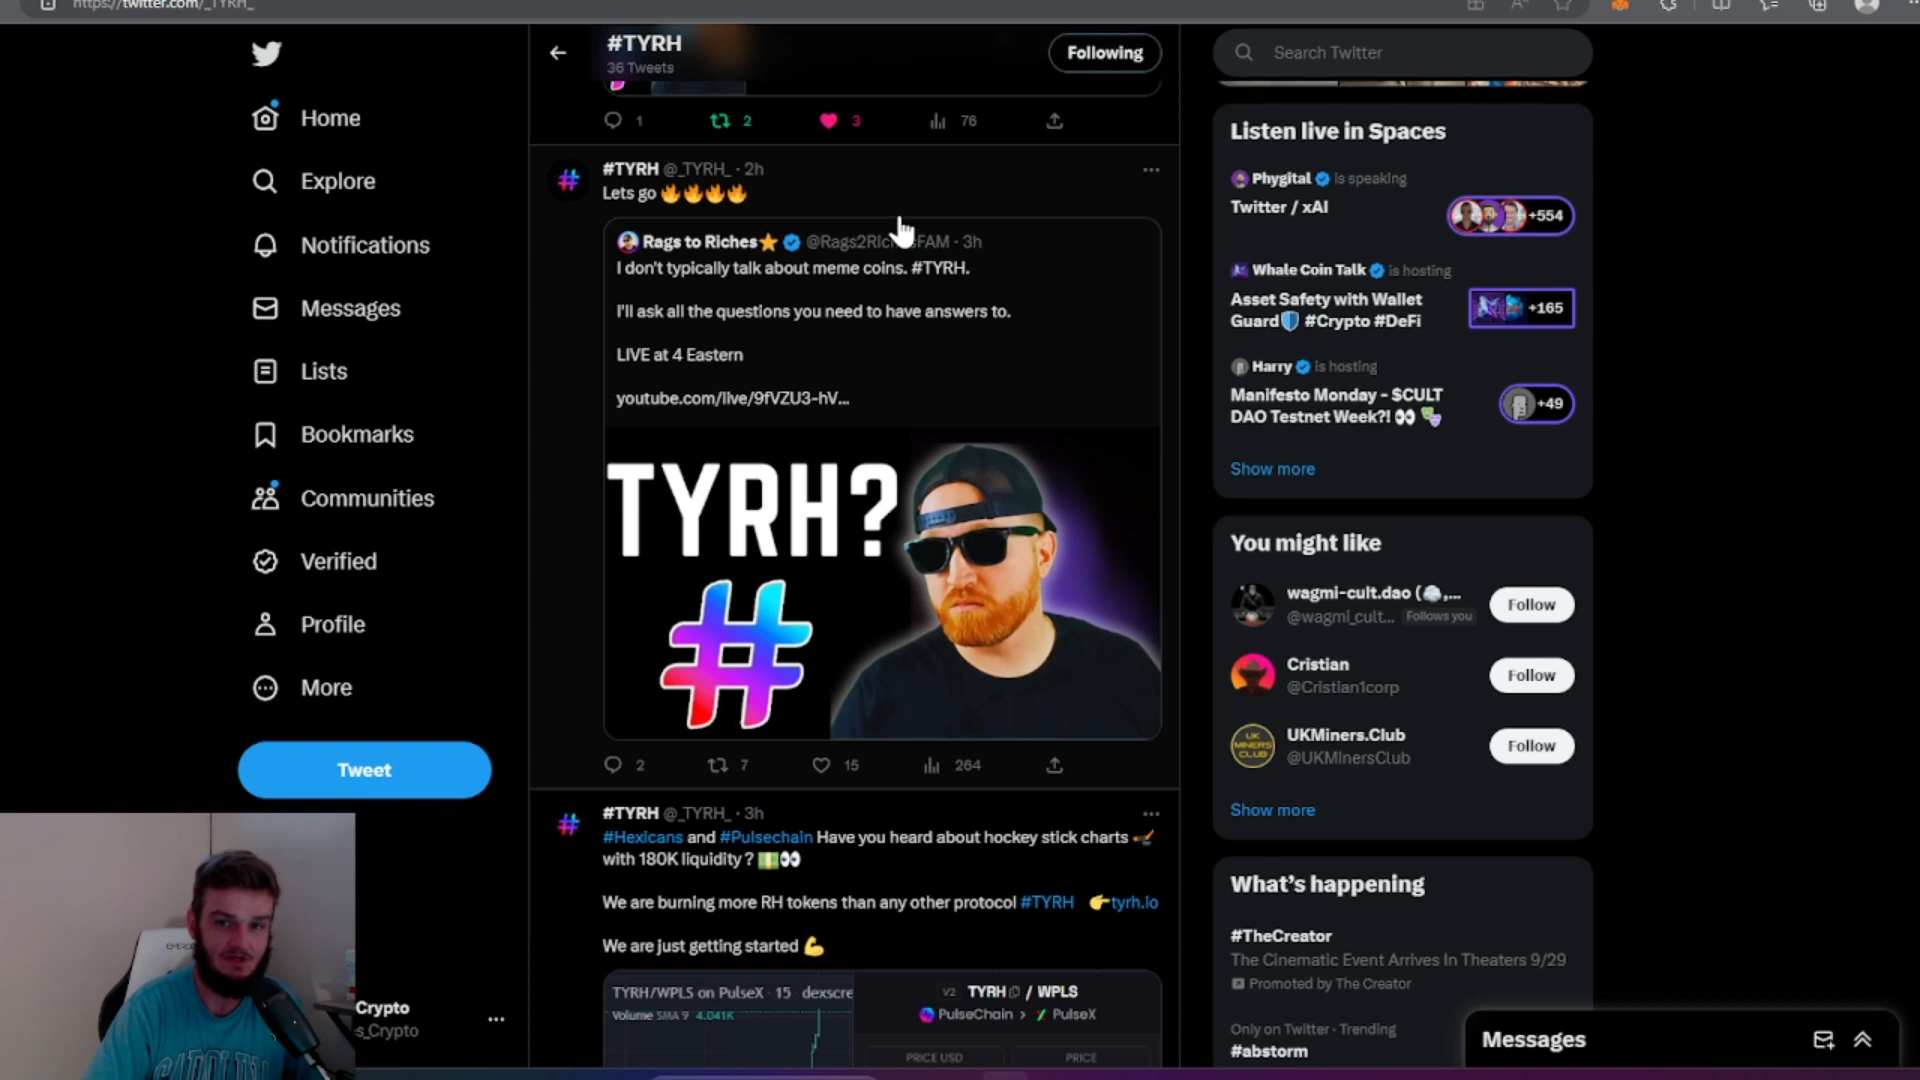 https://twitter.com/_TYRH_
#TYRH
36 Tweets
Following
Search Twitter
Home
Explore
Notifications
Messages
Lists
Bookmarks
Communities
Verified
Profile
More
Tweet
Crypto
s_Crypto
1
2
3
76
#TYRH @_TYRH_ · 2h
Lets go 🔥🔥🔥🔥
Rags to Riches⭐ · 3h
I don't typically talk about meme coins. #TYRH.
I'll ask all the questions you need to have answers to.
LIVE at 4 Eastern
youtube.com/live/9fVZU3-hV...
TYRH?
#
2
7
15
264
#TYRH @_TYRH_ · 3h
#Hexicans and #Pulsechain Have you heard about hockey stick charts 🏒
with 180K liquidity ? 💵👀
We are burning more RH tokens than any other protocol #TYRH 👉tyrh.io
We are just getting started 💪
TYRH/WPLS on PulseX · 15 · dexscre
Volume SMA 9 4.041K
V2 TYRH / WPLS
PulseChain > PulseX
PRICE USD
PRICE
Listen live in Spaces
Phygital is speaking
Twitter / xAI
+554
Whale Coin Talk is hosting
Asset Safety with Wallet
Guard🛡️ #Crypto #DeFi
+165
Harry is hosting
Manifesto Monday - $CULT
DAO Testnet Week?! 👀 🎭
+49
Show more
You might like
wagmi-cult.dao (🗿,...
@wagmi_cult... Follows you
Follow
Cristian
@Cristian1corp
Follow
UK MINERS CLUB
UKMiners.Club
@UKMinersClub
Follow
Show more
What's happening
#TheCreator
The Cinematic Event Arrives In Theaters 9/29
Promoted by The Creator
Only on Twitter · Trending
#abstorm
Messages